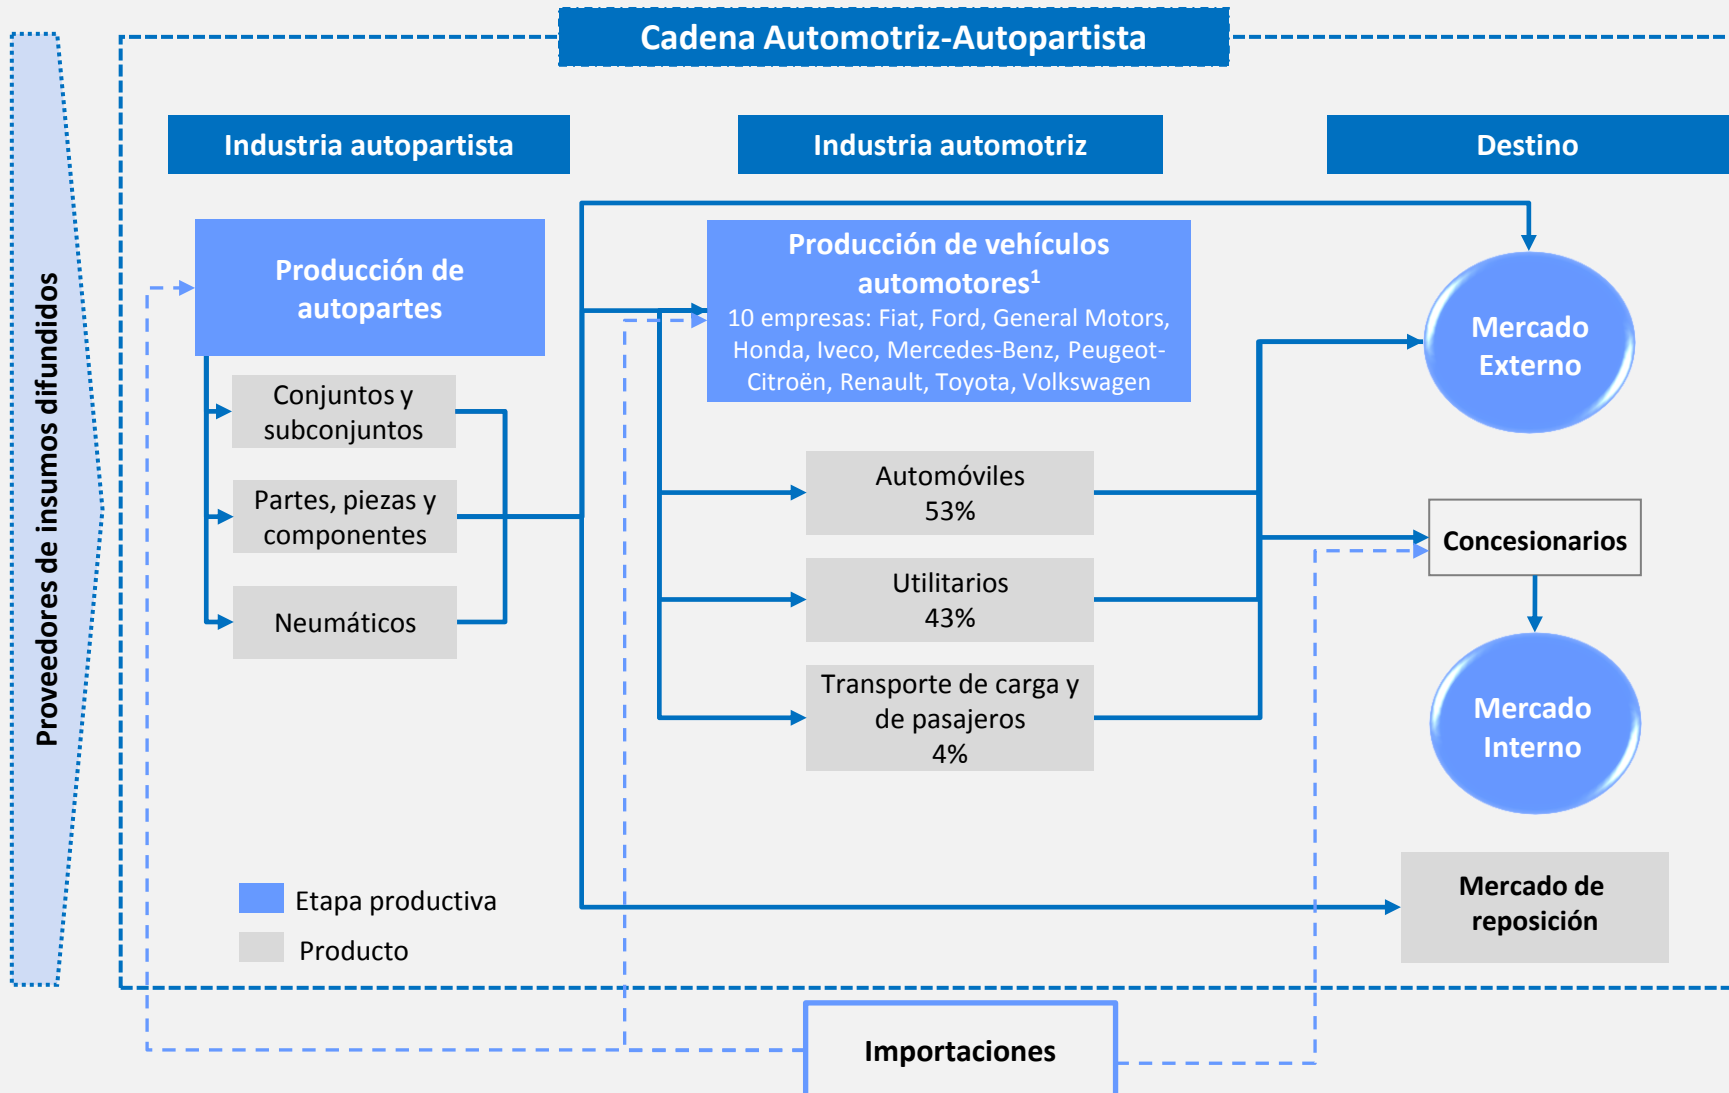 Cadena Automotriz-Autopartista
Proveedores de insumos difundidos
Industria autopartista
Producción de
autopartes
Conjuntos y
subconjuntos
Partes, piezas y
componentes
Neumáticos
Etapa productiva
Producto
Industria automotriz
Producción de vehículos
automotores¹
10 empresas: Fiat, Ford, General Motors,
Honda, Iveco, Mercedes-Benz, Peugeot-
Citroën, Renault, Toyota, Volkswagen
Automóviles
53%
Utilitarios
43%
Transporte de carga y
de pasajeros
4%
Destino
Mercado
Externo
Concesionarios
Mercado
Interno
Mercado de
reposición
Importaciones